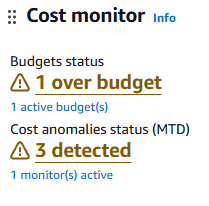 Cost monitor Info
Budgets status
1 over budget
1 active budget(s)
Cost anomalies status (MTD)
3 detected
1 monitor(s) active